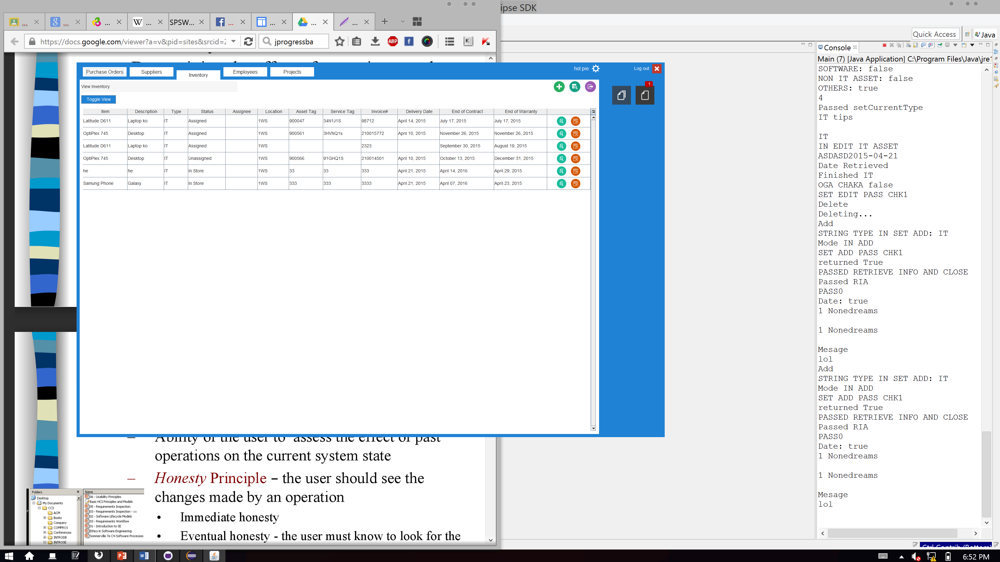 ipse SDK
... ... ... W ... SPSW... ... ... ... ...
https://docs.google.com/viewer?a=v&pid=sites&srcid=Z
jprogressba
ABP
Quick Access
Java
Console
Main (7) [Java Application] C:\Program Files\Java\jre1
Purchase Orders Suppliers Inventory Employees Projects
hot pie
Log out
1
View Inventory
Toggle View
Item Description Type Status Assignee Location Asset Tag Service Tag Invoice# Delivery Date End of Contract End of Warranty
Latitude D611 Laptop ko IT Assigned 1WS 900047 34N1J1S 98712 April 14, 2015 July 17, 2015 July 17, 2015
OptiPlex 745 Desktop IT Assigned 1WS 900561 3HVNQ1s 210015772 April 10, 2015 November 26, 2015 November 26, 2015
Latitude D611 Laptop ko IT Assigned 1WS 2323 September 30, 2015 August 19, 2015
OptiPlex 745 Desktop IT Unassigned 1WS 900566 91GHQ1S 210014501 April 10, 2015 October 13, 2015 December 31, 2015
he he IT In Store 1WS 33 33 333 April 21, 2015 April 14, 2016 April 29, 2015
Samung Phone Galaxy IT In Store 1WS 333 333 3333 April 21, 2015 April 07, 2016 April 23, 2015
– Ability of the user to assess the effect of past
operations on the current system state
– Honesty Principle – the user should see the
changes made by an operation
• Immediate honesty
• Eventual honesty - the user must know to look for the
Folders
Desktop
My Documents
CCS
ACM
Books
Company
COMPRO1
Conferences
INTRODB
INTROSE
Name
06 - Usability Principles
Basic HCI Principles and Models
05 - Requirements Inspection
03 - Requirements Inspection - xx
02 - Software Lifecycle Models
03 - Requirements Workflow
01 - Introduction to SE
Ethics in Software Engineering
Sommerville 7e C4-Software Processes
SOFTWARE: false
NON IT ASSET: false
OTHERS: true
4
Passed setCurrentType
IT tips
IT
IN EDIT IT ASSET
ASDASD2015-04-21
Date Retrieved
Finished IT
OGA CHAKA false
SET EDIT PASS CHK1
Delete
Deleting...
Add
STRING TYPE IN SET ADD: IT
Mode IN ADD
SET ADD PASS CHK1
returned True
PASSED RETRIEVE INFO AND CLOSE
Passed RIA
PASS0
Date: true
1 Nonedreams
1 Nonedreams
Mesage
lol
Add
STRING TYPE IN SET ADD: IT
Mode IN ADD
SET ADD PASS CHK1
returned True
PASSED RETRIEVE INFO AND CLOSE
Passed RIA
PASS0
Date: true
1 Nonedreams
1 Nonedreams
Mesage
lol
6:52 PM